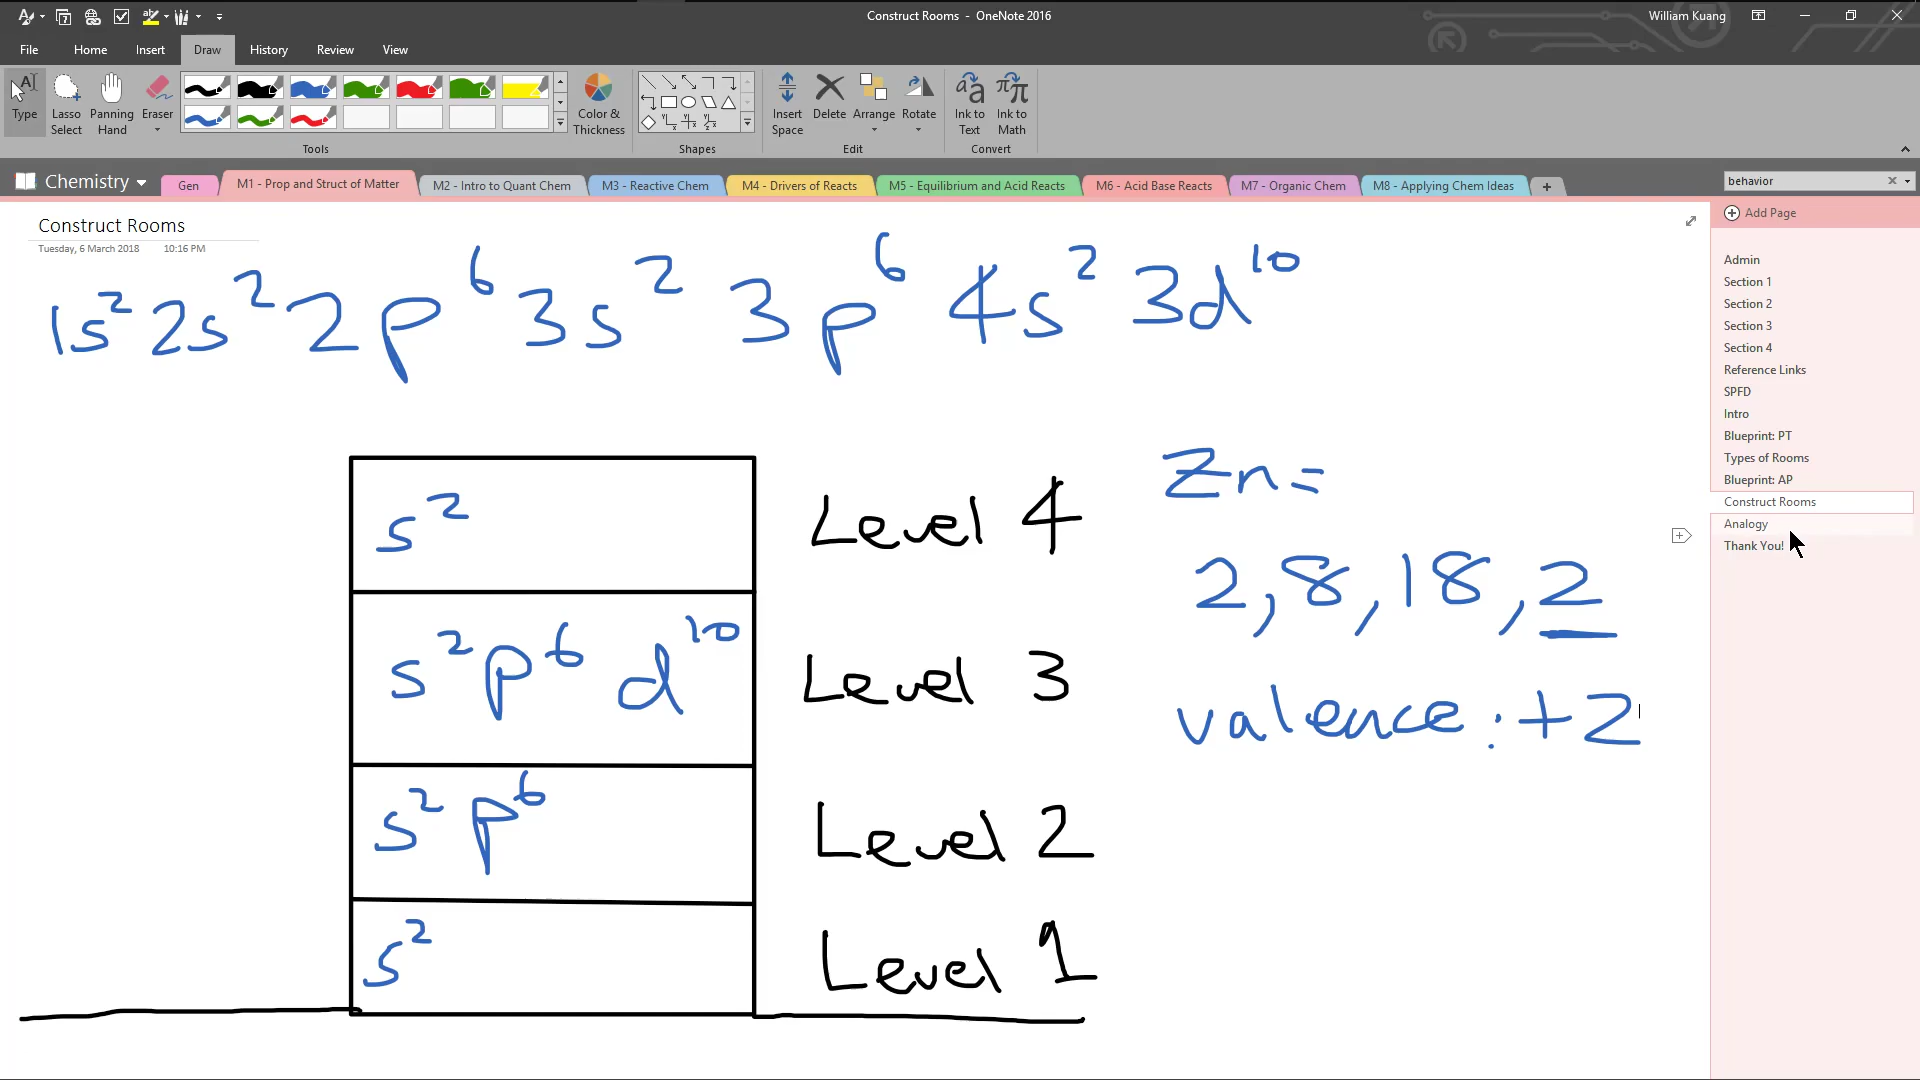 Construct Rooms - OneNote 2016
William Kuang
File Home Insert Draw History Review View
Type
Lasso Select
Panning Hand
Eraser
Color & Thickness
Insert Space
Delete
Arrange
Rotate
Ink to Text
Ink to Math
Tools Shapes Edit Convert
Chemistry
Gen
M1 - Prop and Struct of Matter
M2 - Intro to Quant Chem
M3 - Reactive Chem
M4 - Drivers of Reacts
M5 - Equilibrium and Acid Reacts
M6 - Acid Base Reacts
M7 - Organic Chem
M8 - Applying Chem Ideas
behavior
Construct Rooms
Tuesday, 6 March 2018 10:16 PM
1s² 2s² 2p⁶ 3s² 3p⁶ 4s² 3d¹⁰
s² Level 4
s² p⁶ d¹⁰ Level 3
s² p⁶ Level 2
s² Level 1
Zn =
2, 8, 18, 2
valence: +2
Add Page
Admin
Section 1
Section 2
Section 3
Section 4
Reference Links
SPFD
Intro
Blueprint: PT
Types of Rooms
Blueprint: AP
Construct Rooms
Analogy
Thank You!